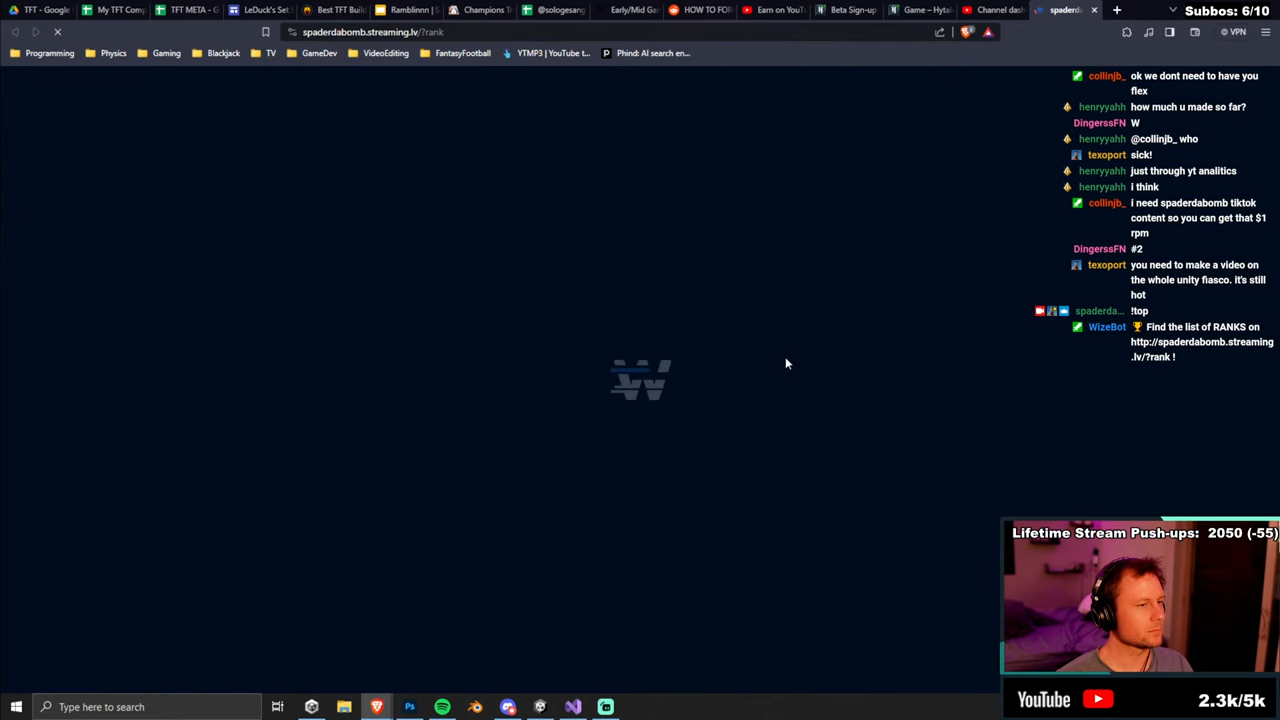 TFT - Google
My TFT Comp
TFT META - G
LeDuck's Set
Best TFT Buil
Ramblinnn | S
Champions T
@sologesang
Early/Mid Ga
HOW TO FOR
Earn on YouT
Beta Sign-up
Game – Hytal
Channel dash
spaderda
Subbos: 6/10
spaderdabomb.streaming.lv/?rank
VPN
Programming
Physics
Gaming
Blackjack
TV
GameDev
VideoEditing
FantasyFootball
YTMP3 | YouTube t...
Phind: AI search en...
collinjb_ ok we dont need to have you
flex
henryyahh how much u made so far?
DingerssFN W
henryyahh @collinjb_ who
texoport sick!
henryyahh just through yt analitics
henryyahh i think
collinjb_ i need spaderdabomb tiktok
content so you can get that $1
rpm
DingerssFN #2
texoport you need to make a video on
the whole unity fiasco. it's still
hot
spaderda... !top
WizeBot 🏆 Find the list of RANKS on
http://spaderdabomb.streaming
.lv/?rank !
W
Lifetime Stream Push-ups: 2050 (-55)
YouTube 2.3k/5k
Type here to search
Ps